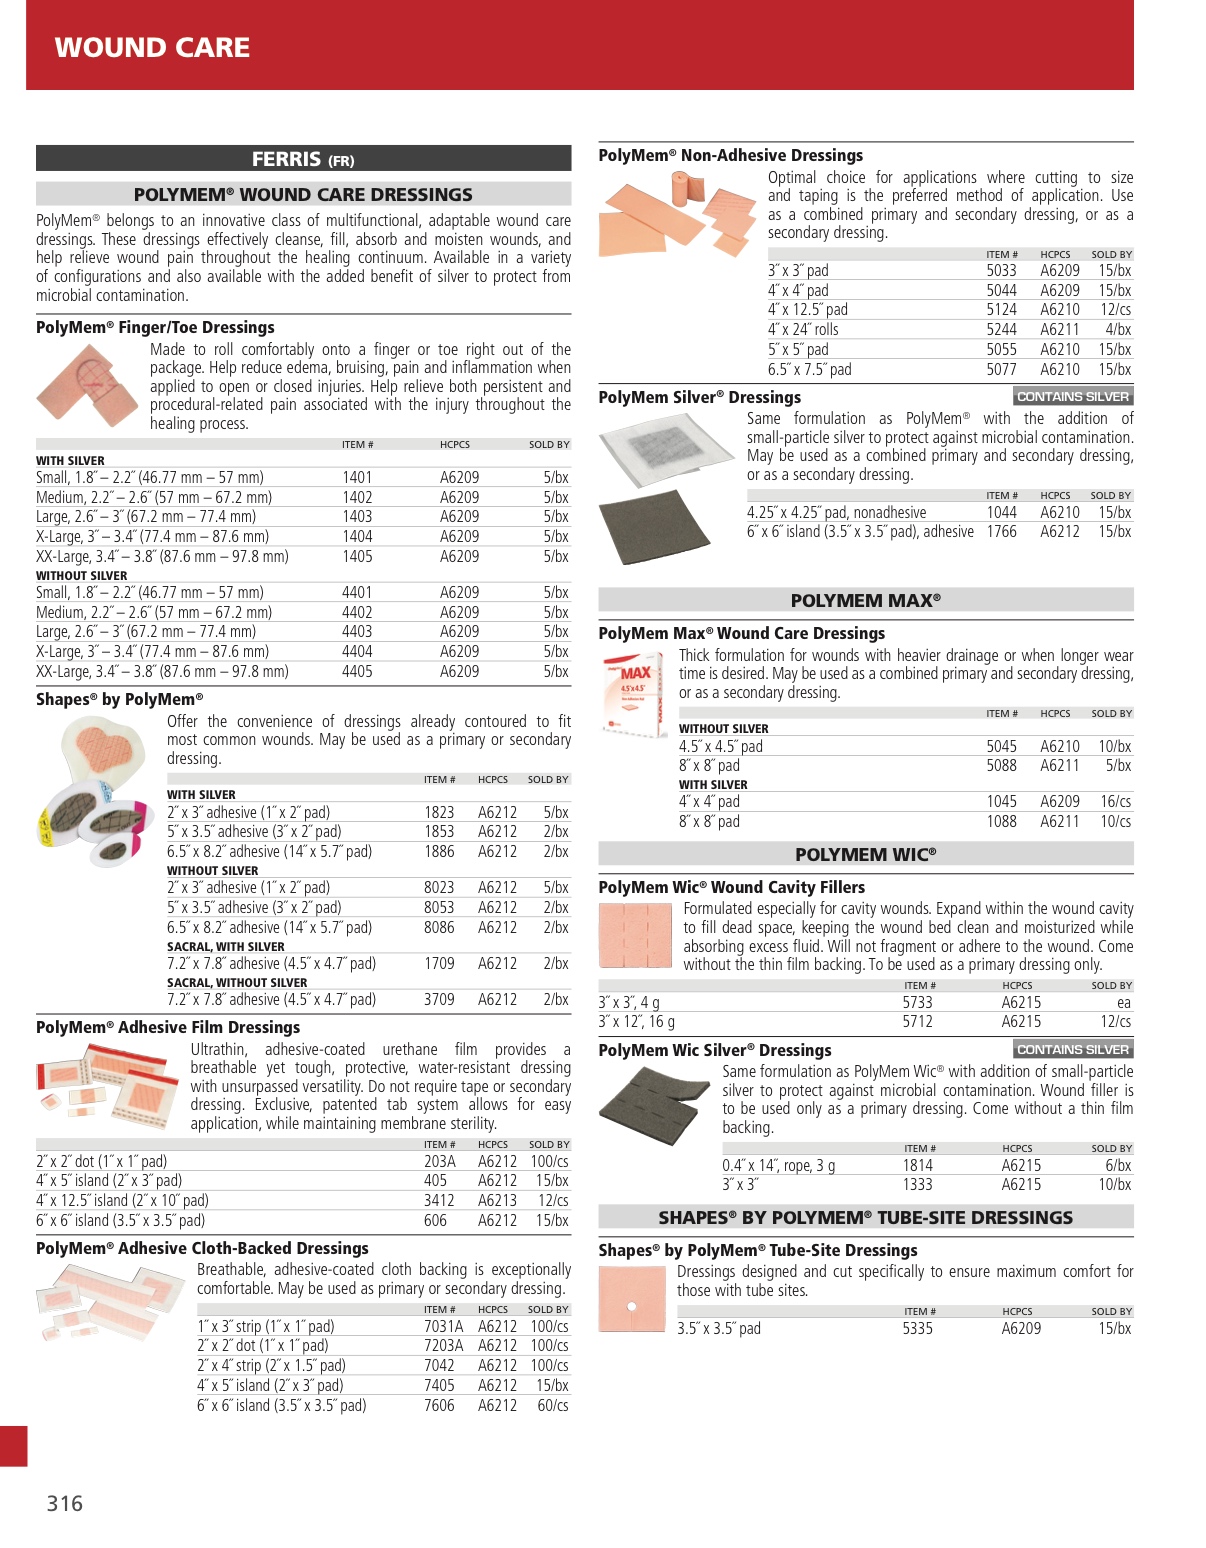 WOUND CARE
FERRIS (FR)
POLYMEM® WOUND CARE DRESSINGS
PolyMem® belongs to an innovative class of multifunctional, adaptable wound care
dressings. These dressings effectively cleanse, fill, absorb and moisten wounds, and
help relieve wound pain throughout the healing continuum. Available in a variety
of configurations and also available with the added benefit of silver to protect from
microbial contamination.
PolyMem® Finger/Toe Dressings
Made to roll comfortably onto a finger or toe right out of the
package. Help reduce edema, bruising, pain and inflammation when
applied to open or closed injuries. Help relieve both persistent and
procedural-related pain associated with the injury throughout the
healing process.
ITEM # HCPCS SOLD BY
WITH SILVER
Small, 1.8˝ – 2.2˝ (46.77 mm – 57 mm) 1401 A6209 5/bx
Medium, 2.2˝ – 2.6˝ (57 mm – 67.2 mm) 1402 A6209 5/bx
Large, 2.6˝ – 3˝ (67.2 mm – 77.4 mm) 1403 A6209 5/bx
X-Large, 3˝ – 3.4˝ (77.4 mm – 87.6 mm) 1404 A6209 5/bx
XX-Large, 3.4˝ – 3.8˝ (87.6 mm – 97.8 mm) 1405 A6209 5/bx
WITHOUT SILVER
Small, 1.8˝ – 2.2˝ (46.77 mm – 57 mm) 4401 A6209 5/bx
Medium, 2.2˝ – 2.6˝ (57 mm – 67.2 mm) 4402 A6209 5/bx
Large, 2.6˝ – 3˝ (67.2 mm – 77.4 mm) 4403 A6209 5/bx
X-Large, 3˝ – 3.4˝ (77.4 mm – 87.6 mm) 4404 A6209 5/bx
XX-Large, 3.4˝ – 3.8˝ (87.6 mm – 97.8 mm) 4405 A6209 5/bx
Shapes® by PolyMem®
Offer the convenience of dressings already contoured to fit
most common wounds. May be used as a primary or secondary
dressing.
ITEM # HCPCS SOLD BY
WITH SILVER
2˝ x 3˝ adhesive (1˝ x 2˝ pad) 1823 A6212 5/bx
5˝ x 3.5˝ adhesive (3˝ x 2˝ pad) 1853 A6212 2/bx
6.5˝ x 8.2˝ adhesive (14˝ x 5.7˝ pad) 1886 A6212 2/bx
WITHOUT SILVER
2˝ x 3˝ adhesive (1˝ x 2˝ pad) 8023 A6212 5/bx
5˝ x 3.5˝ adhesive (3˝ x 2˝ pad) 8053 A6212 2/bx
6.5˝ x 8.2˝ adhesive (14˝ x 5.7˝ pad) 8086 A6212 2/bx
SACRAL, WITH SILVER
7.2˝ x 7.8˝ adhesive (4.5˝ x 4.7˝ pad) 1709 A6212 2/bx
SACRAL, WITHOUT SILVER
7.2˝ x 7.8˝ adhesive (4.5˝ x 4.7˝ pad) 3709 A6212 2/bx
PolyMem® Adhesive Film Dressings
Ultrathin, adhesive-coated urethane film provides a
breathable yet tough, protective, water-resistant dressing
with unsurpassed versatility. Do not require tape or secondary
dressing. Exclusive, patented tab system allows for easy
application, while maintaining membrane sterility.
ITEM # HCPCS SOLD BY
2˝ x 2˝ dot (1˝ x 1˝ pad) 203A A6212 100/cs
4˝ x 5˝ island (2˝ x 3˝ pad) 405 A6212 15/bx
4˝ x 12.5˝ island (2˝ x 10˝ pad) 3412 A6213 12/cs
6˝ x 6˝ island (3.5˝ x 3.5˝ pad) 606 A6212 15/bx
PolyMem® Adhesive Cloth-Backed Dressings
Breathable, adhesive-coated cloth backing is exceptionally
comfortable. May be used as primary or secondary dressing.
ITEM # HCPCS SOLD BY
1˝ x 3˝ strip (1˝ x 1˝ pad) 7031A A6212 100/cs
2˝ x 2˝ dot (1˝ x 1˝ pad) 7203A A6212 100/cs
2˝ x 4˝ strip (2˝ x 1.5˝ pad) 7042 A6212 100/cs
4˝ x 5˝ island (2˝ x 3˝ pad) 7405 A6212 15/bx
6˝ x 6˝ island (3.5˝ x 3.5˝ pad) 7606 A6212 60/cs
PolyMem® Non-Adhesive Dressings
Optimal choice for applications where cutting to size
and taping is the preferred method of application. Use
as a combined primary and secondary dressing, or as a
secondary dressing.
ITEM # HCPCS SOLD BY
3˝ x 3˝ pad 5033 A6209 15/bx
4˝ x 4˝ pad 5044 A6209 15/bx
4˝ x 12.5˝ pad 5124 A6210 12/cs
4˝ x 24˝ rolls 5244 A6211 4/bx
5˝ x 5˝ pad 5055 A6210 15/bx
6.5˝ x 7.5˝ pad 5077 A6210 15/bx
PolyMem Silver® Dressings CONTAINS SILVER
Same formulation as PolyMem® with the addition of
small-particle silver to protect against microbial contamination.
May be used as a combined primary and secondary dressing,
or as a secondary dressing.
ITEM # HCPCS SOLD BY
4.25˝ x 4.25˝ pad, nonadhesive 1044 A6210 15/bx
6˝ x 6˝ island (3.5˝ x 3.5˝ pad), adhesive 1766 A6212 15/bx
POLYMEM MAX®
PolyMem Max® Wound Care Dressings
MAX
4.5"x4.5"
MAX
Thick formulation for wounds with heavier drainage or when longer wear
time is desired. May be used as a combined primary and secondary dressing,
or as a secondary dressing.
ITEM # HCPCS SOLD BY
WITHOUT SILVER
4.5˝ x 4.5˝ pad 5045 A6210 10/bx
8˝ x 8˝ pad 5088 A6211 5/bx
WITH SILVER
4˝ x 4˝ pad 1045 A6209 16/cs
8˝ x 8˝ pad 1088 A6211 10/cs
POLYMEM WIC®
PolyMem Wic® Wound Cavity Fillers
Formulated especially for cavity wounds. Expand within the wound cavity
to fill dead space, keeping the wound bed clean and moisturized while
absorbing excess fluid. Will not fragment or adhere to the wound. Come
without the thin film backing. To be used as a primary dressing only.
ITEM # HCPCS SOLD BY
3˝ x 3˝, 4 g 5733 A6215 ea
3˝ x 12˝, 16 g 5712 A6215 12/cs
PolyMem Wic Silver® Dressings CONTAINS SILVER
Same formulation as PolyMem Wic® with addition of small-particle
silver to protect against microbial contamination. Wound filler is
to be used only as a primary dressing. Come without a thin film
backing.
ITEM # HCPCS SOLD BY
0.4˝ x 14˝, rope, 3 g 1814 A6215 6/bx
3˝ x 3˝ 1333 A6215 10/bx
SHAPES® BY POLYMEM® TUBE-SITE DRESSINGS
Shapes® by PolyMem® Tube-Site Dressings
Dressings designed and cut specifically to ensure maximum comfort for
those with tube sites.
ITEM # HCPCS SOLD BY
3.5˝ x 3.5˝ pad 5335 A6209 15/bx
316